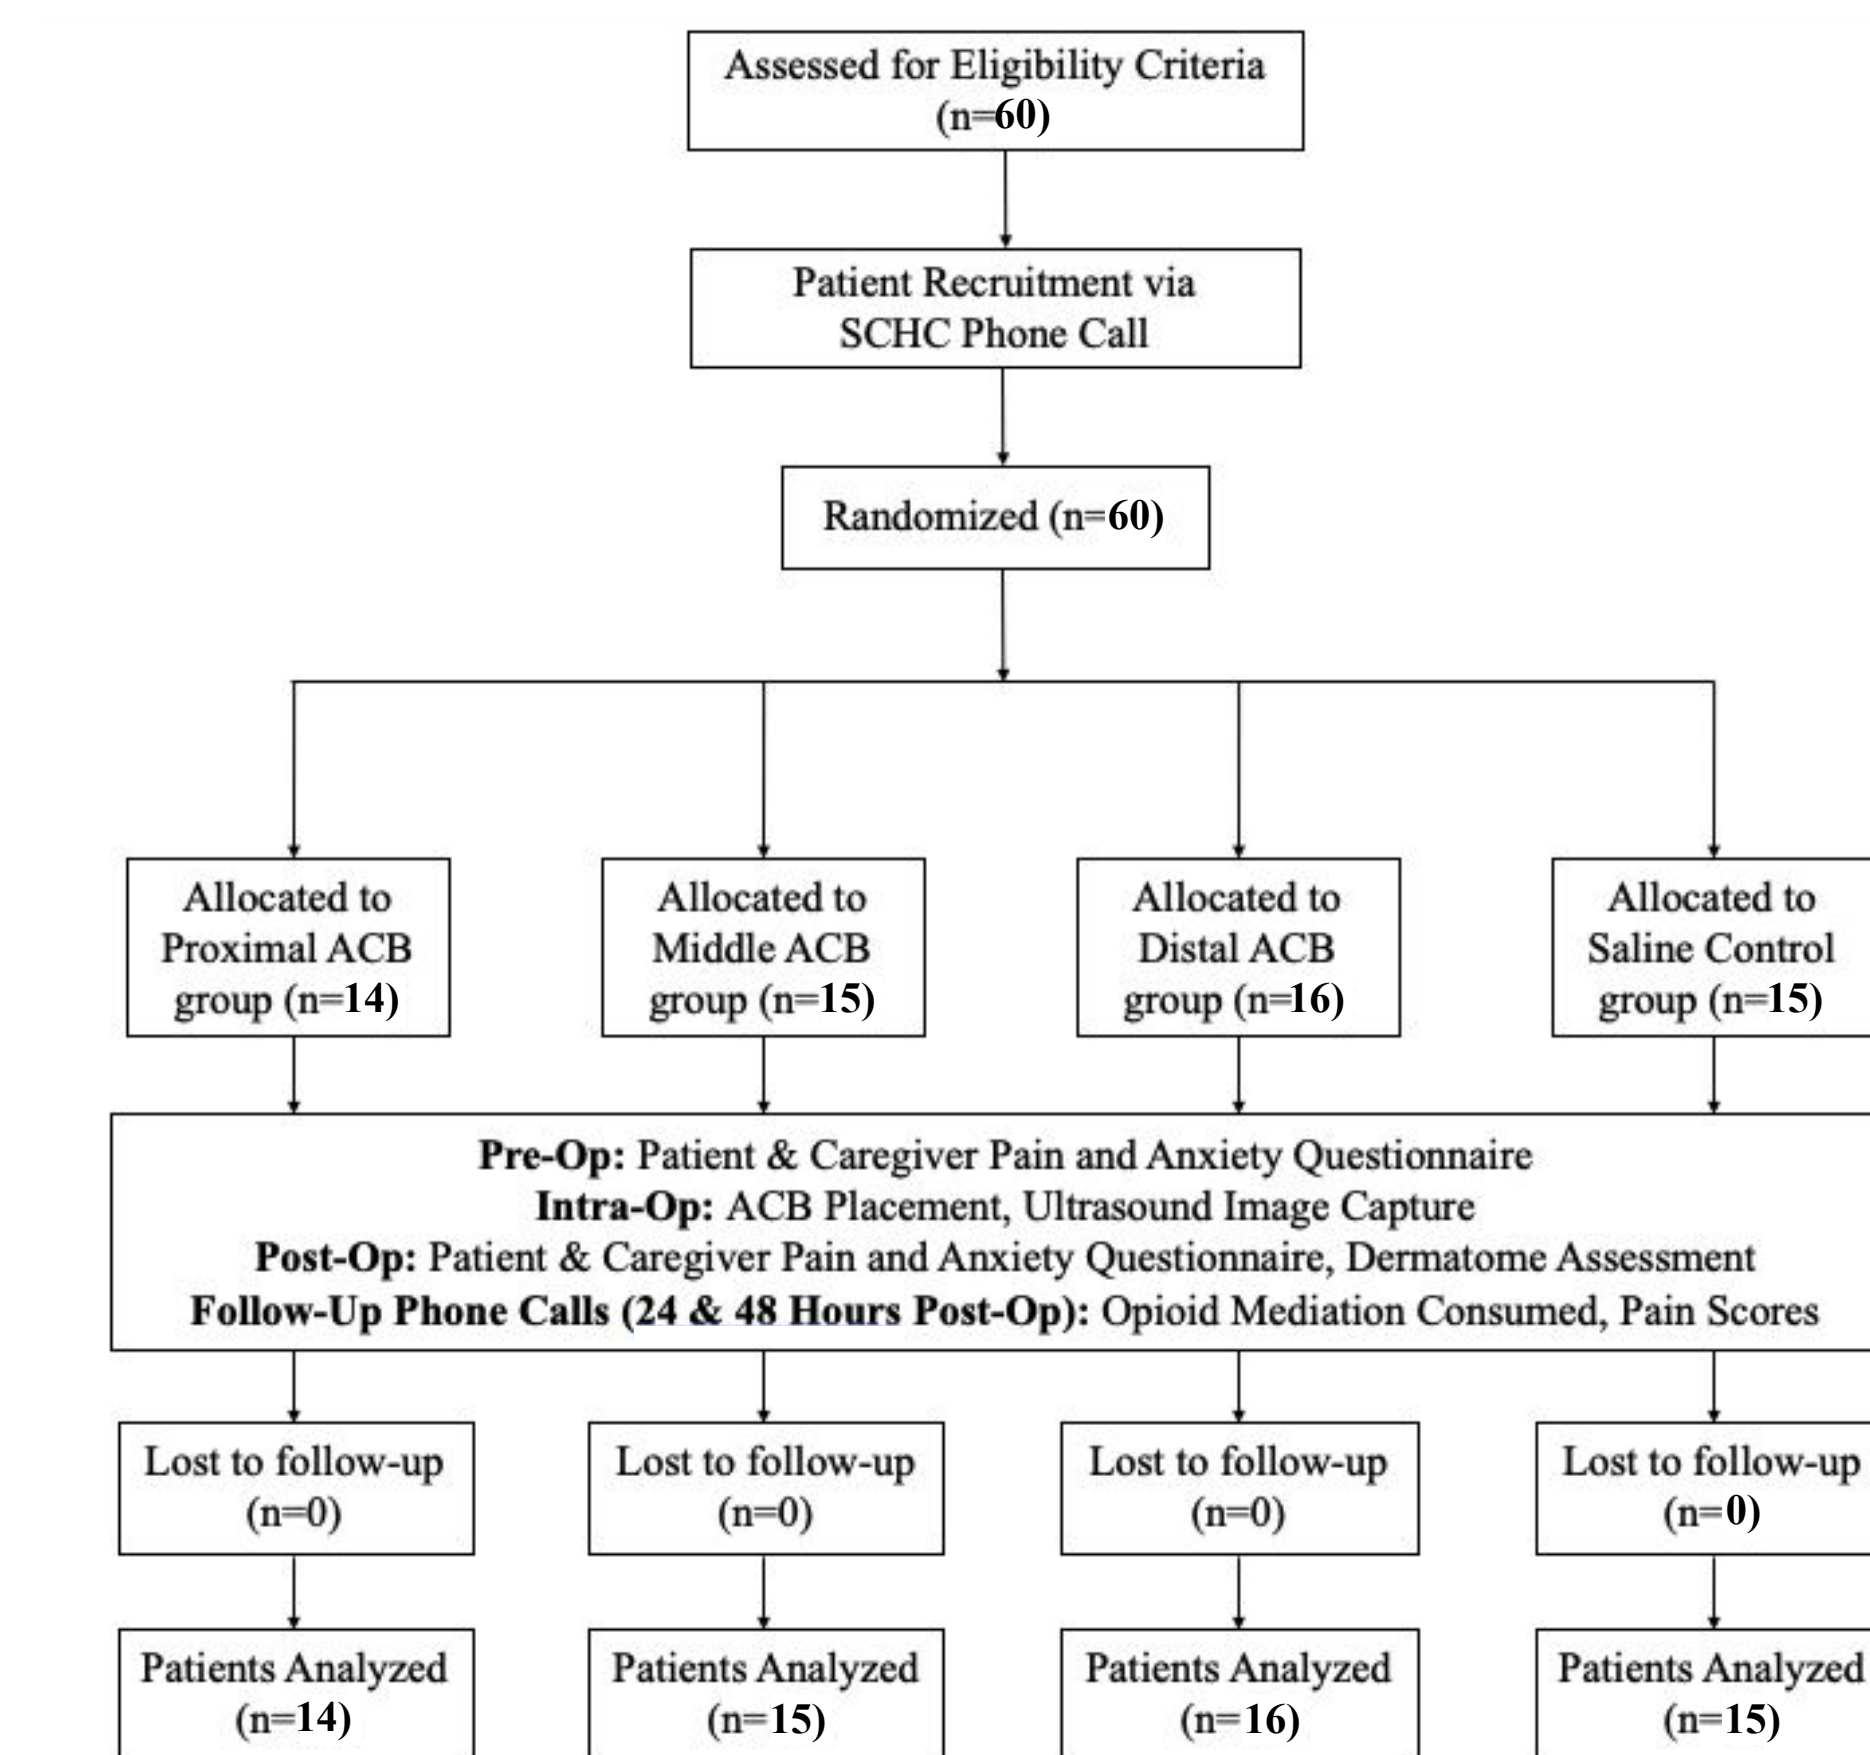 Assessed for Eligibility Criteria
(n=60)
Patient Recruitment via
SCHC Phone Call
Randomized (n=60)
Allocated to
Proximal ACB
group (n=14)
Allocated to
Middle ACB
group (n=15)
Allocated to
Distal ACB
group (n=16)
Allocated to
Saline Control
group (n=15)
Pre-Op: Patient & Caregiver Pain and Anxiety Questionnaire
Intra-Op: ACB Placement, Ultrasound Image Capture
Post-Op: Patient & Caregiver Pain and Anxiety Questionnaire, Dermatome Assessment
Follow-Up Phone Calls (24 & 48 Hours Post-Op): Opioid Mediation Consumed, Pain Scores
Lost to follow-up
(n=0)
Lost to follow-up
(n=0)
Lost to follow-up
(n=0)
Lost to follow-up
(n=0)
Patients Analyzed
(n=14)
Patients Analyzed
(n=15)
Patients Analyzed
(n=16)
Patients Analyzed
(n=15)